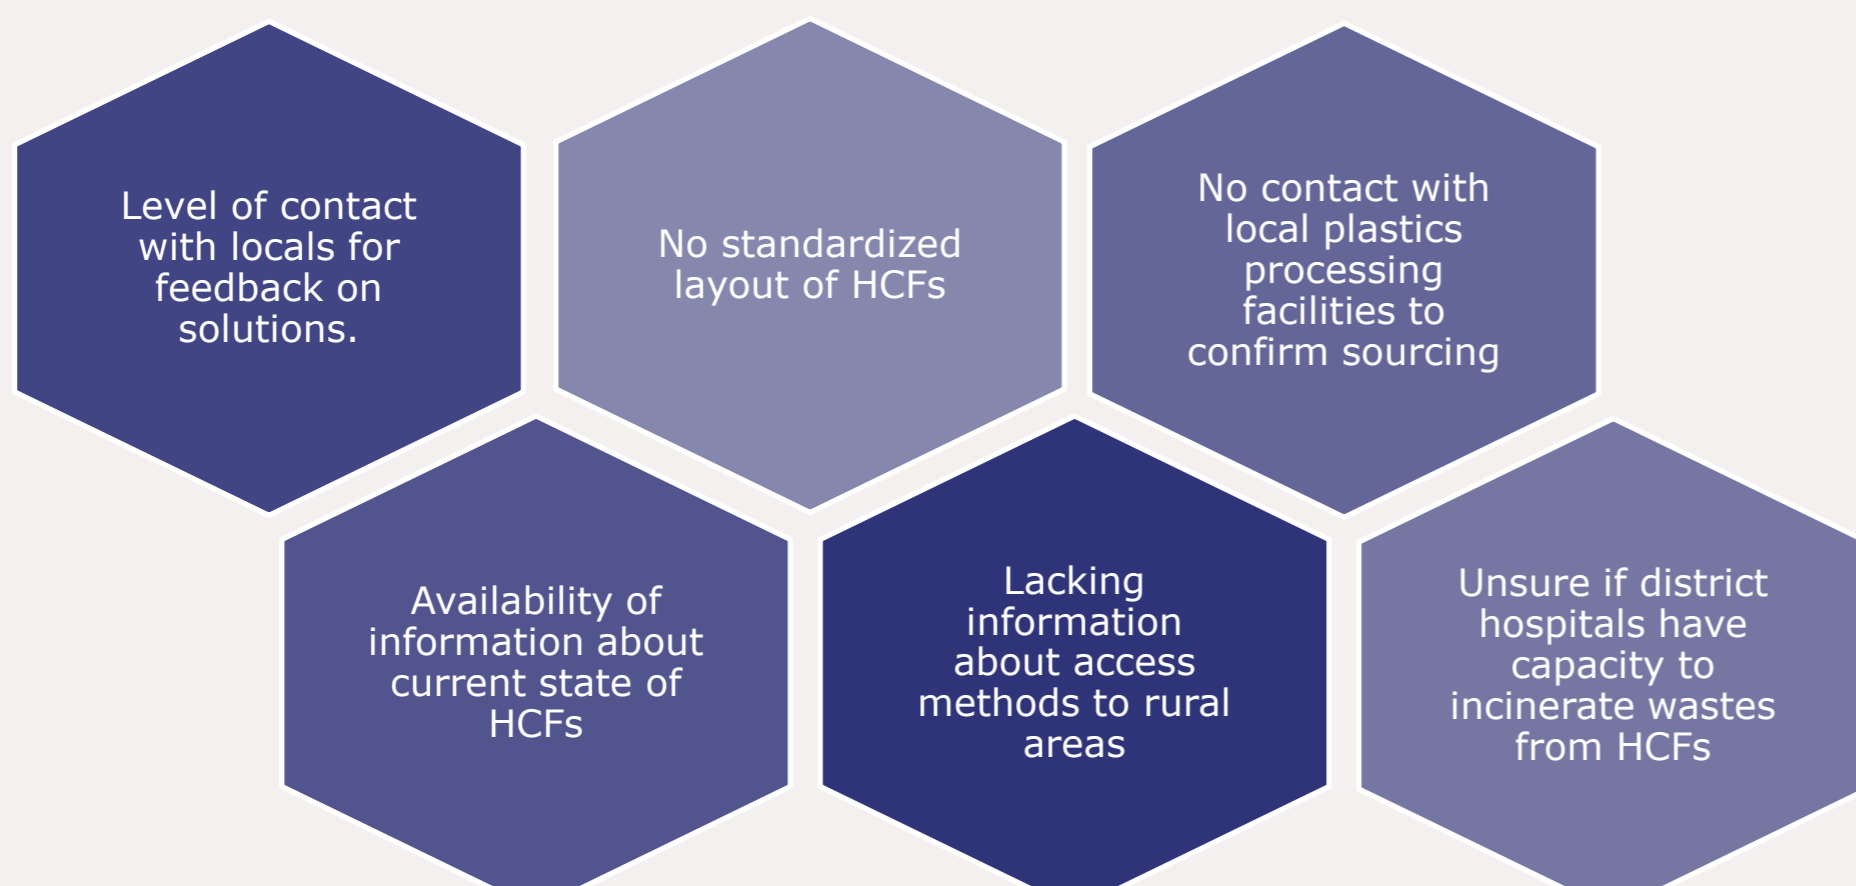 Level of contact
with locals for
feedback on
solutions.
No standardized
layout of HCFs
No contact with
local plastics
processing
facilities to
confirm sourcing
Availability of
information about
current state of
HCFs
Lacking
information
about access
methods to rural
areas
Unsure if district
hospitals have
capacity to
incinerate wastes
from HCFs